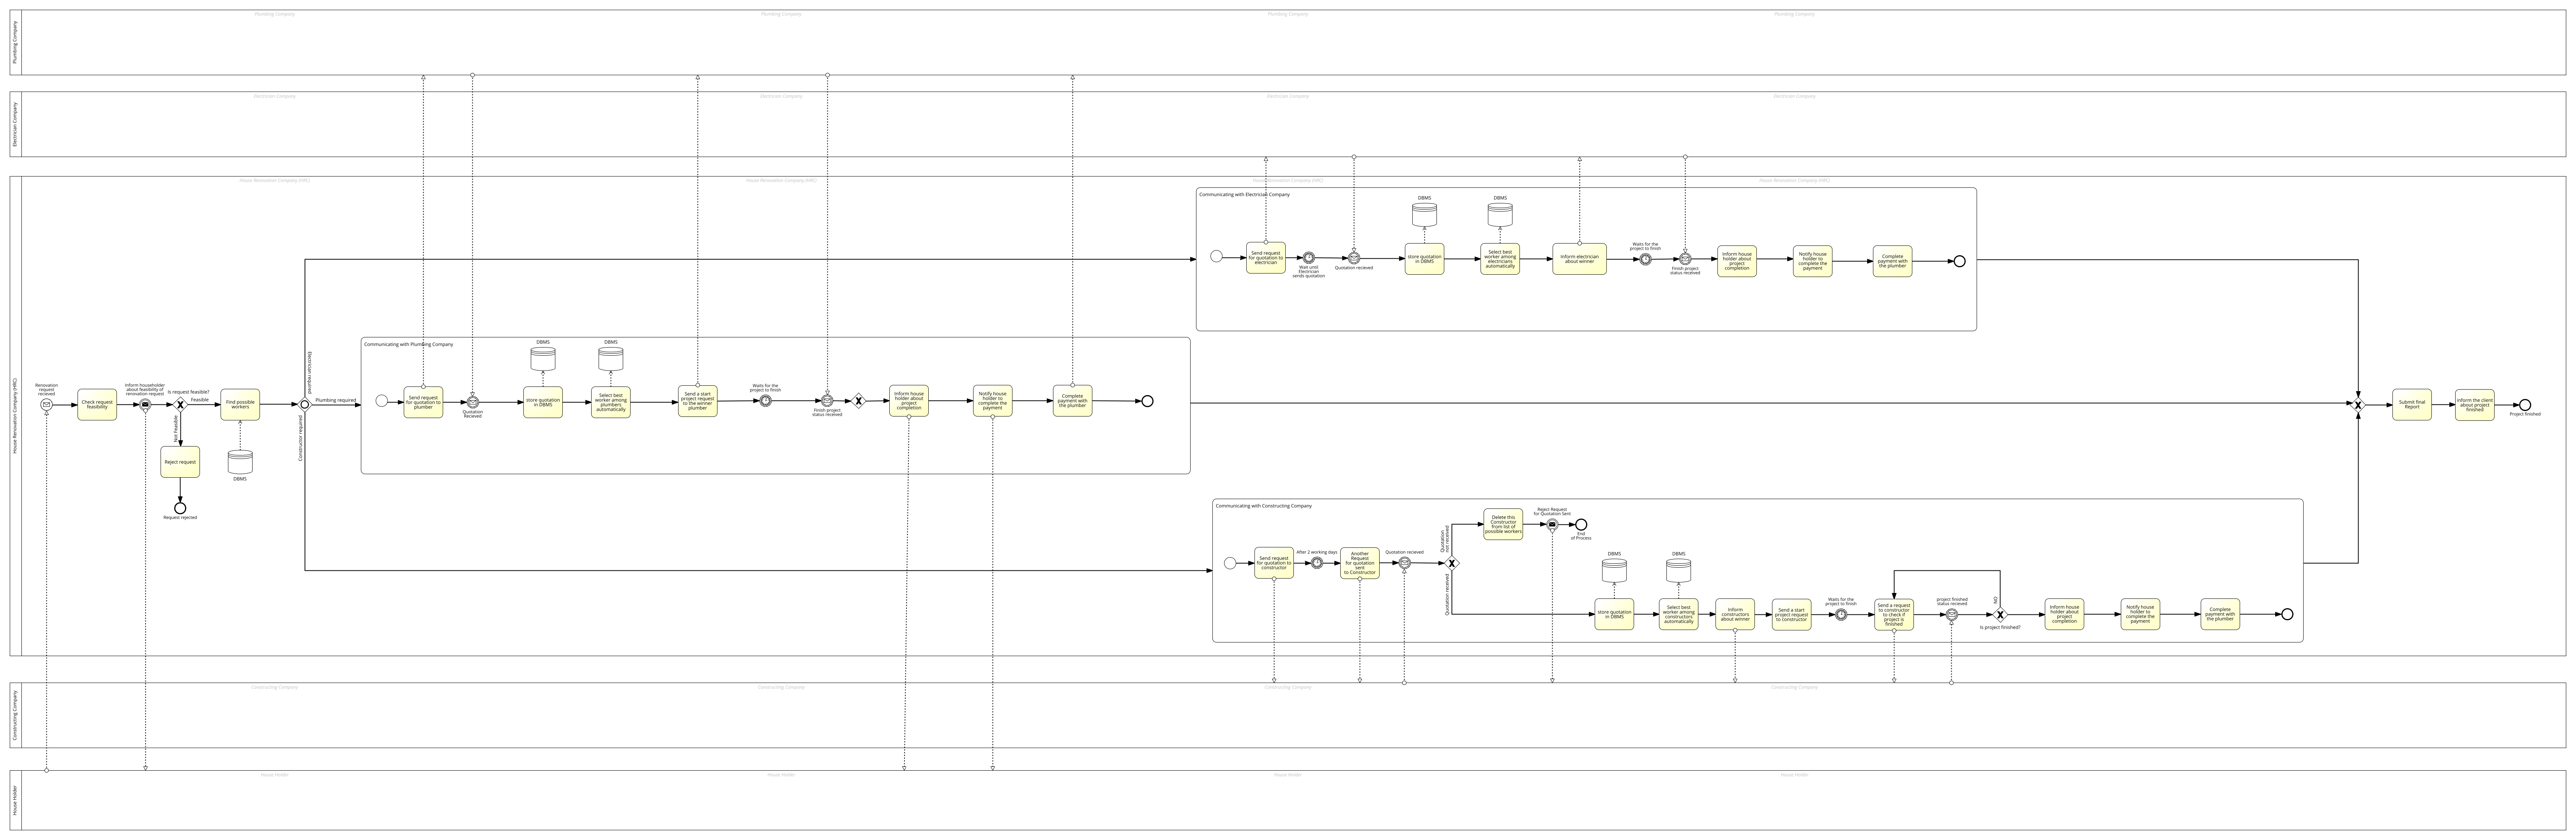 Plumbing Company
Plumbing Company
Plumbing Company
Plumbing Company
Plumbing Company
Electrician Company
Electrician Company
Electrician Company
Electrician Company
Electrician Company
House Renovation Company (HRC)
House Renovation Company (HRC)
House Renovation Company (HRC)
House Renovation Company (HRC)
House Renovation Company (HRC)
Communicating with Electrician Company
DBMS
DBMS
Send request
for quotation to
electrician
Wait until
Electrician
sends quotation
Quotation recieved
store quotation
in DBMS
Select best
worker among
electricians
automatically
Inform electrician
about winner
Waits for the
project to finish
Finish project
status received
Inform house
holder about
project
completion
Notify house
holder to
complete the
payment
Complete
payment with
the plumber
Renovation
request
recieved
Check request
feasibility
Inform householder
about feasibility of
renovation request
Is request feasible?
Feasible
Not Feasible
Reject request
Request rejected
Find possible
workers
DBMS
Electrician required
Plumbing required
Constructor required
Communicating with Plumbing Company
DBMS
DBMS
Send request
for quotation to
plumber
Quotation
Recieved
store quotation
in DBMS
Select best
worker among
plumbers
automatically
Send a start
project request
to the winner
plumber
Waits for the
project to finish
Finish project
status received
Inform house
holder about
project
completion
Notify house
holder to
complete the
payment
Complete
payment with
the plumber
Submit final
Report
Inform the client
about project
finished
Project finished
Communicating with Constructing Company
Send request
for quotation to
constructor
After 2 working days
Another
Request
for quotation
sent
to Constructor
Quotation recieved
Quotation
not received
Quotation received
Delete this
Constructor
from list of
possible workers
Reject Request
for Quotation Sent
End
of Process
DBMS
DBMS
store quotation
in DBMS
Select best
worker among
constructors
automatically
Inform
constructors
about winner
Send a start
project request
to constructor
Waits for the
project to finish
Send a request
to constructor
to check if
project is
finished
project finished
status recieved
NO
Is project finished?
Inform house
holder about
project
completion
Notify house
holder to
complete the
payment
Complete
payment with
the plumber
Constructing Company
Constructing Company
Constructing Company
Constructing Company
Constructing Company
House Holder
House Holder
House Holder
House Holder
House Holder